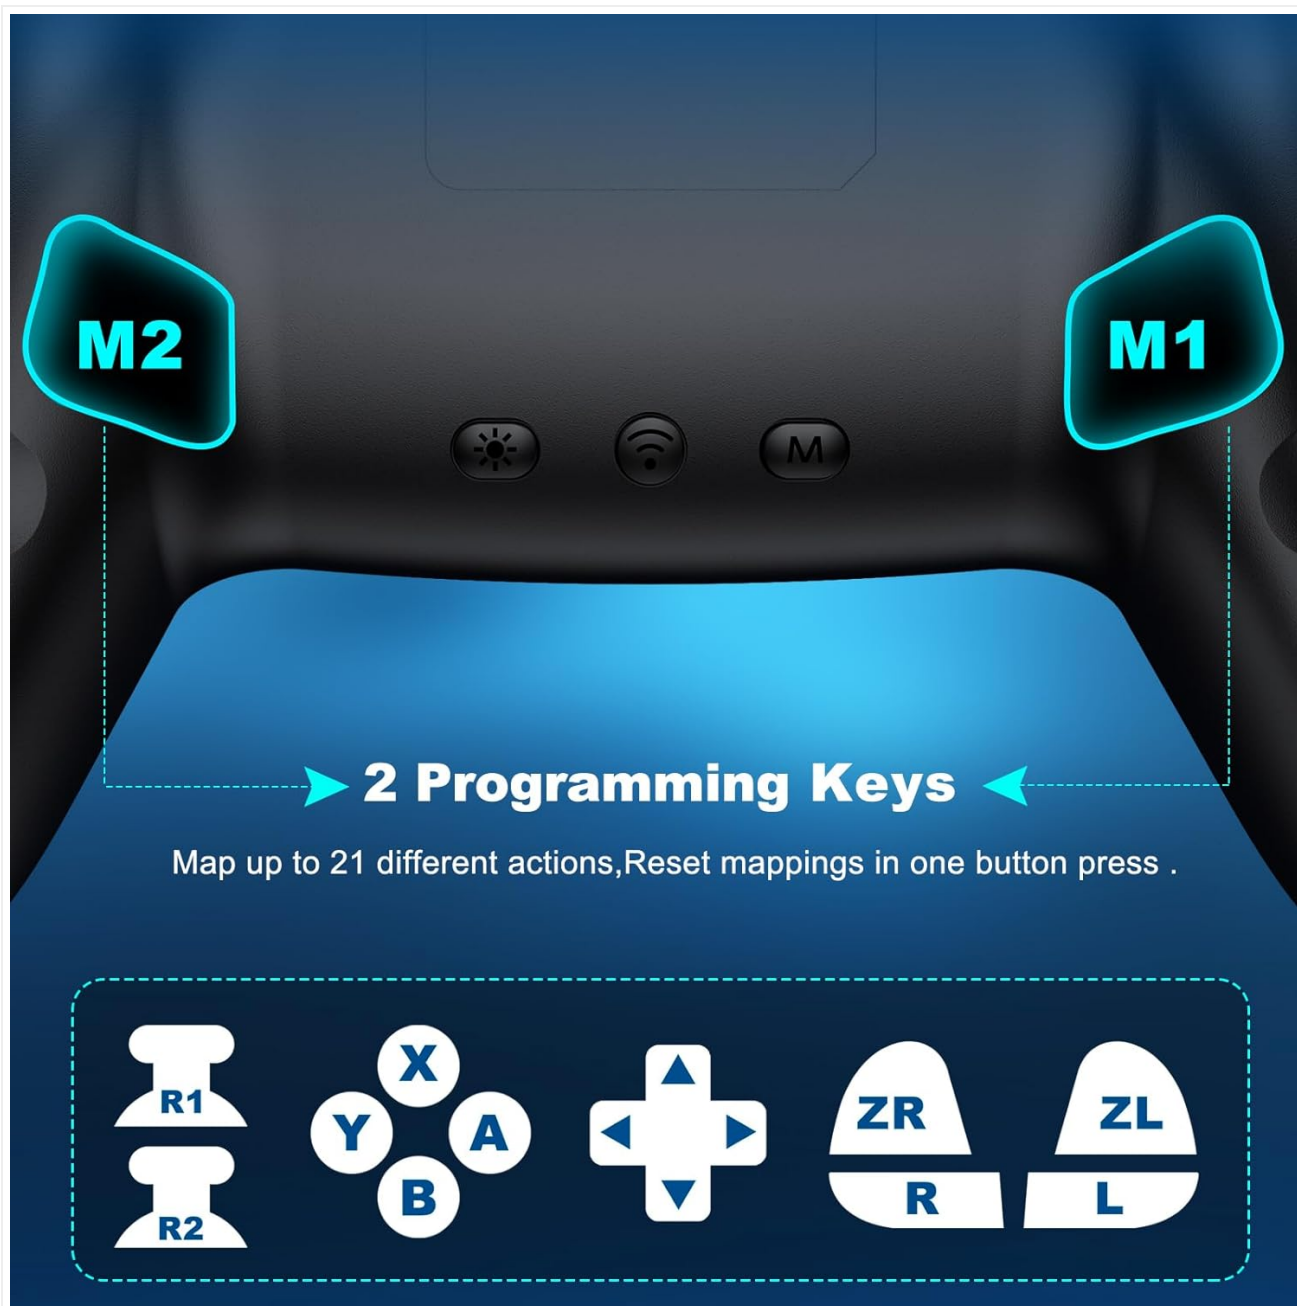 M2
M1
M
2 Programming Keys
Map up to 21 different actions,Reset mappings in one button press .
R1
X
Y
A
B
R2
ZR
ZL
R
L